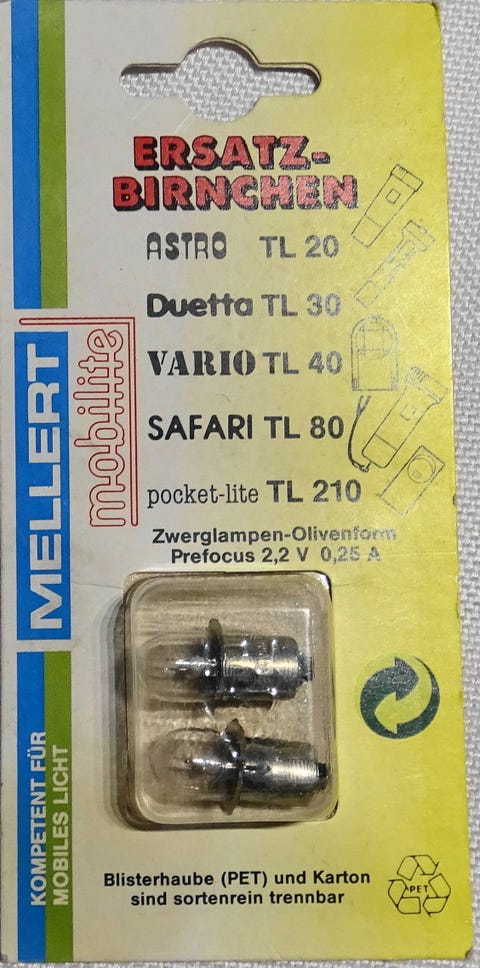 ERSATZ-
BIRNCHEN
ASTRO TL 20
Duetta TL 30
VARIO TL 40
SAFARI TL 80
pocket-lite TL 210
Zwerglampen-Olivenform
Prefocus 2,2 V 0,25 A
MELLERT
mobillite
KOMPETENT FÜR
MOBILES LICHT
Blisterhaube (PET) und Karton
sind sortenrein trennbar
PET